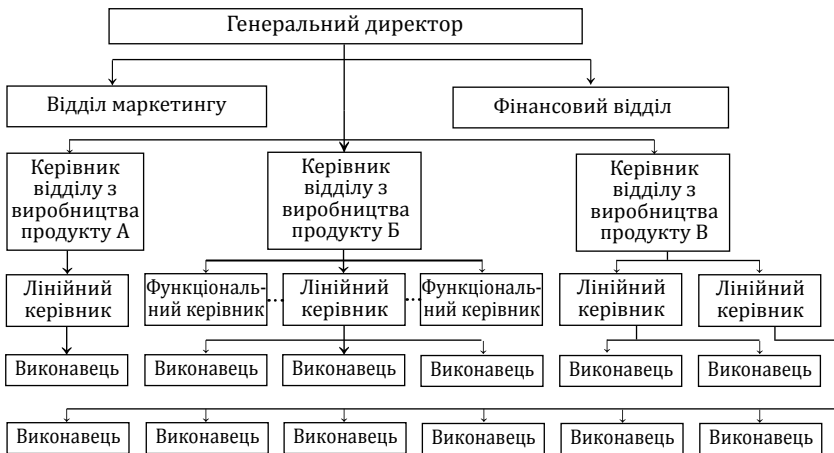 Генеральний директор
Відділ маркетингу
Фінансовий відділ
Керівник
відділу з
виробництва
продукту А
Керівник
відділу з
виробництва
продукту Б
Керівник
відділу з
виробництва
продукту В
Лінійний
керівник
Функціональ-
ний керівник
Лінійний
керівник
Функціональ-
ний керівник
Лінійний
керівник
Лінійний
керівник
Виконавець
Виконавець
Виконавець
Виконавець
Виконавець
Виконавець
Виконавець
Виконавець
Виконавець
Виконавець
Виконавець
Виконавець